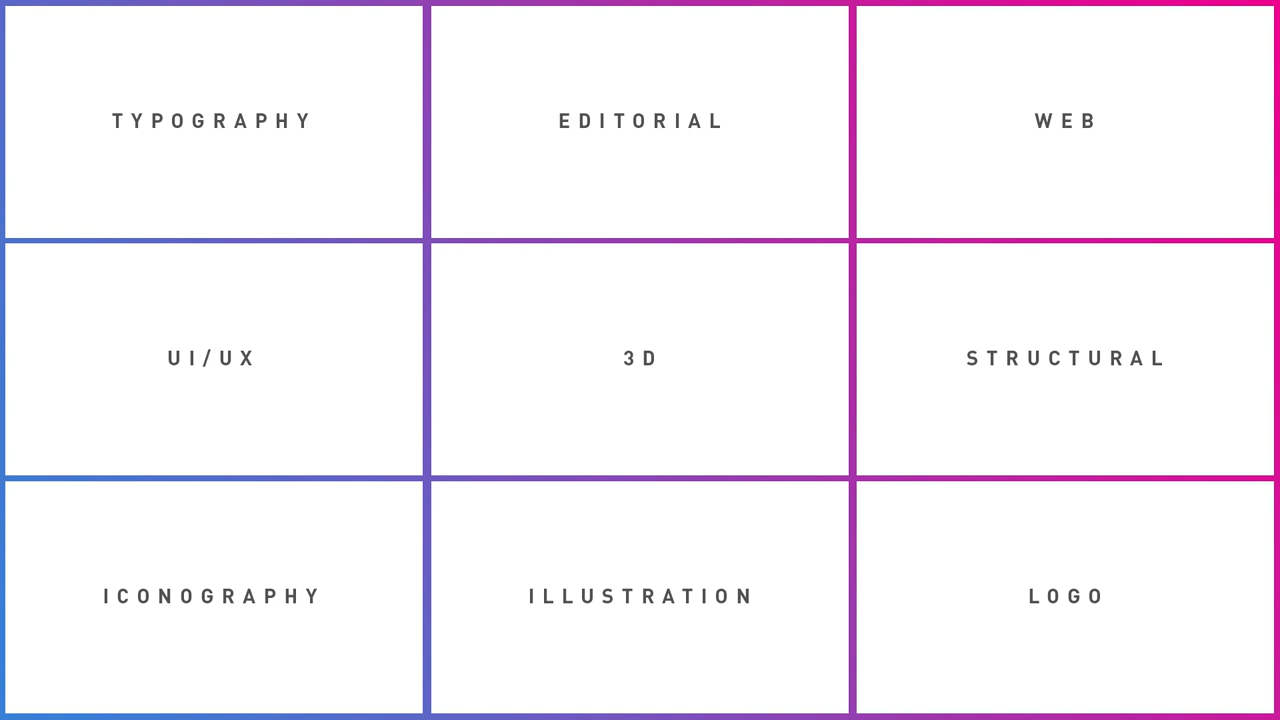 TYPOGRAPHY
EDITORIAL
WEB
UI/UX
3D
STRUCTURAL
ICONOGRAPHY
ILLUSTRATION
LOGO